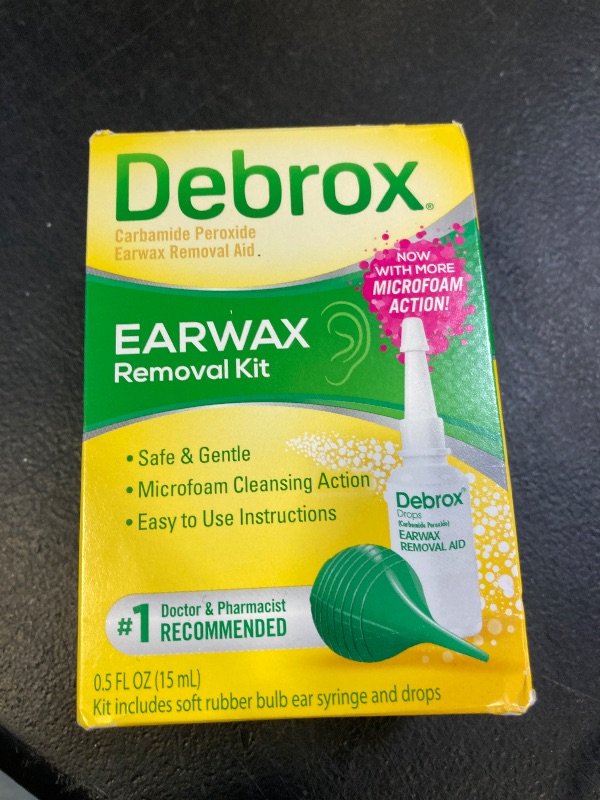 Debrox®
Carbamide Peroxide
Earwax Removal Aid
NOW
WITH MORE
MICROFOAM
ACTION!
EARWAX
Removal Kit
• Safe & Gentle
• Microfoam Cleansing Action
• Easy to Use Instructions
Debrox®
Drops
(Carbamide Peroxide)
EARWAX
REMOVAL AID
#1 Doctor & Pharmacist
RECOMMENDED
0.5 FL OZ (15 mL)
Kit includes soft rubber bulb ear syringe and drops